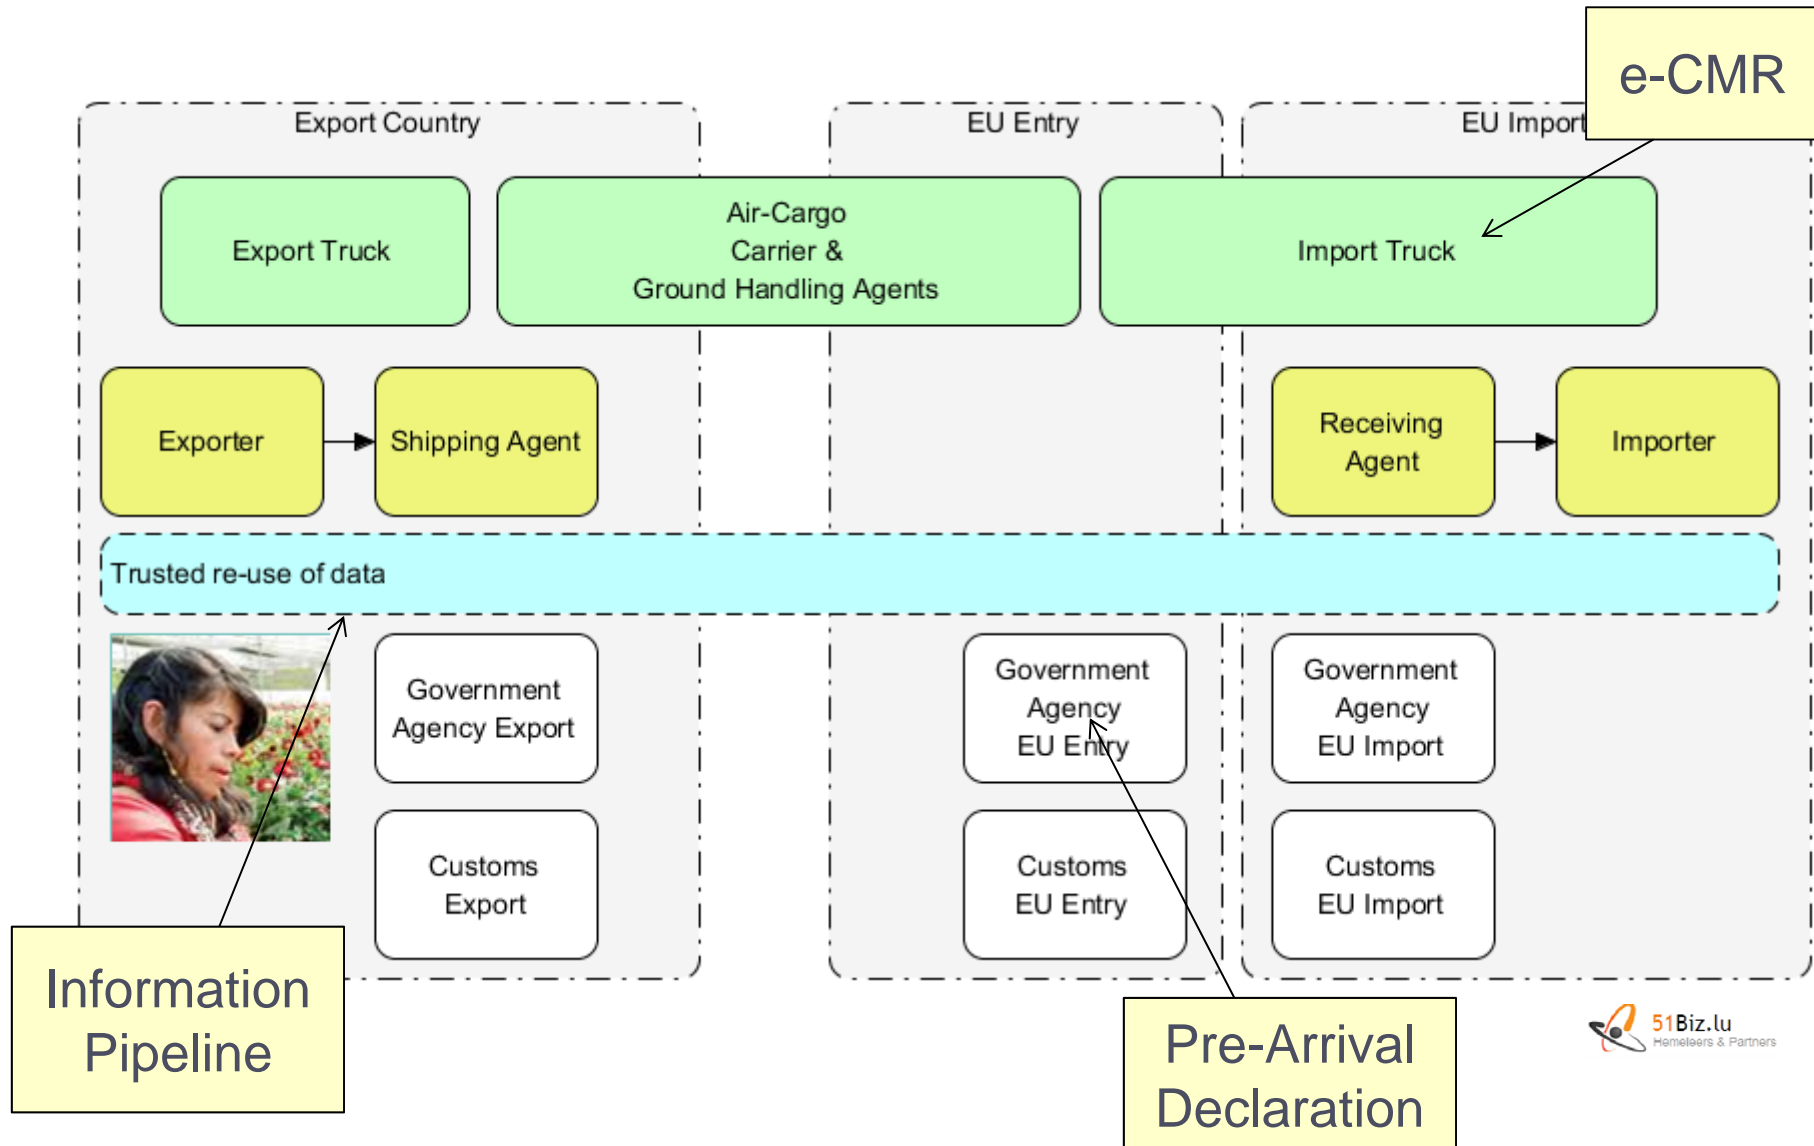 e-CMR
Export Country
EU Entry
EU Import
Export Truck
Air-Cargo
Carrier &
Ground Handling Agents
Import Truck
Exporter
Shipping Agent
Receiving
Agent
Importer
Trusted re-use of data
Government
Agency Export
Government
Agency
EU Entry
Government
Agency
EU Import
Customs
Export
Customs
EU Entry
Customs
EU Import
Information
Pipeline
Pre-Arrival
Declaration
51Biz.lu
Hemeleers & Partners